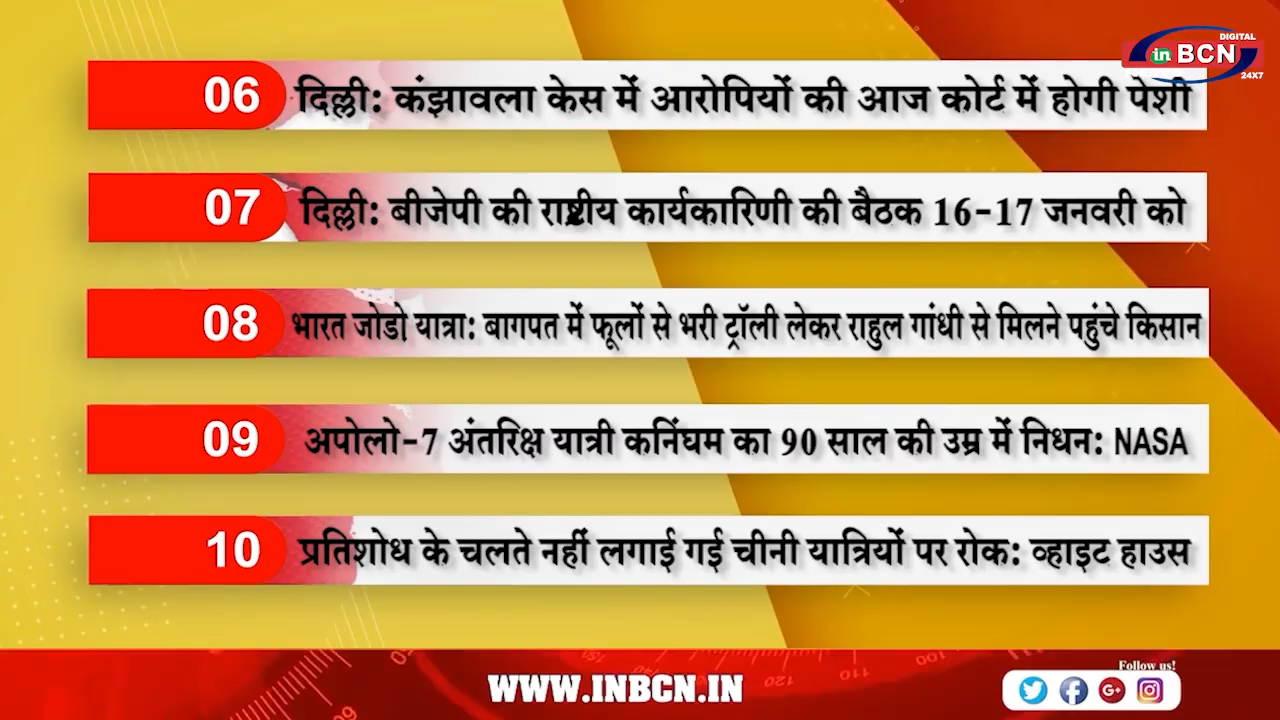 DIGITAL
in BCN
24X7
06 दिल्ली: कंझावला केस में आरोपियों की आज कोर्ट में होगी पेशी
07 दिल्ली: बीजेपी की राष्ट्रीय कार्यकारिणी की बैठक 16-17 जनवरी को
08 भारत जोडो़ यात्रा: बागपत में फूलों से भरी ट्रॉली लेकर राहुल गांधी से मिलने पहुंचे किसान
09 अपोलो-7 अंतरिक्ष यात्री कनिंघम का 90 साल की उम्र में निधन: NASA
10 प्रतिशोध के चलते नहीं लगाई गई चीनी यात्रियों पर रोक: व्हाइट हाउस
WWW.INBCN.IN
Follow us!